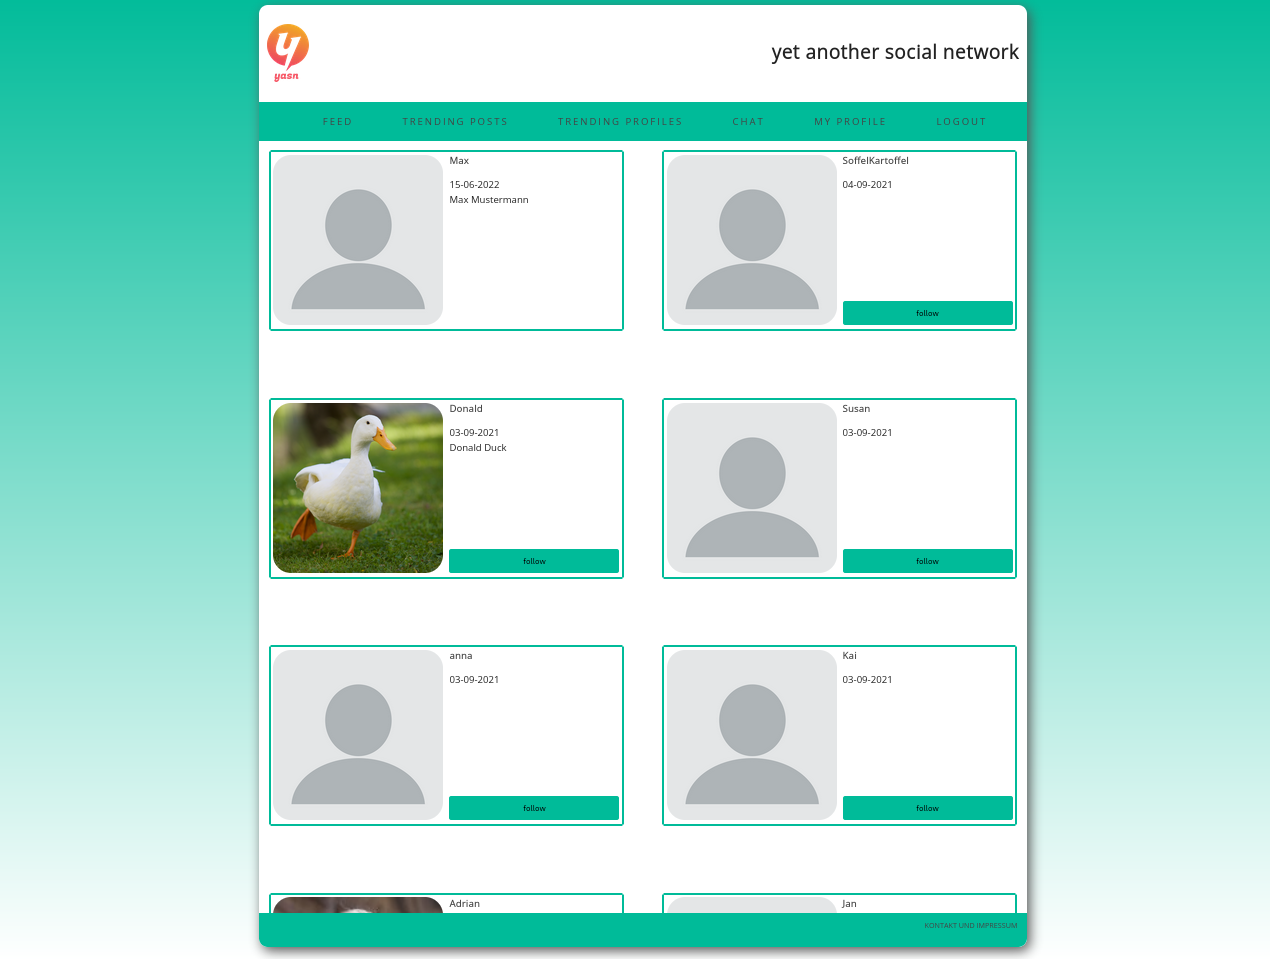 y
yasn
yet another social network
FEED TRENDING POSTS TRENDING PROFILES CHAT MY PROFILE LOGOUT
Max
15-06-2022
Max Mustermann
SoffelKartoffel
04-09-2021
follow
Donald
03-09-2021
Donald Duck
follow
Susan
03-09-2021
follow
anna
03-09-2021
follow
Kai
03-09-2021
follow
Adrian
Jan
KONTAKT UND IMPRESSUM